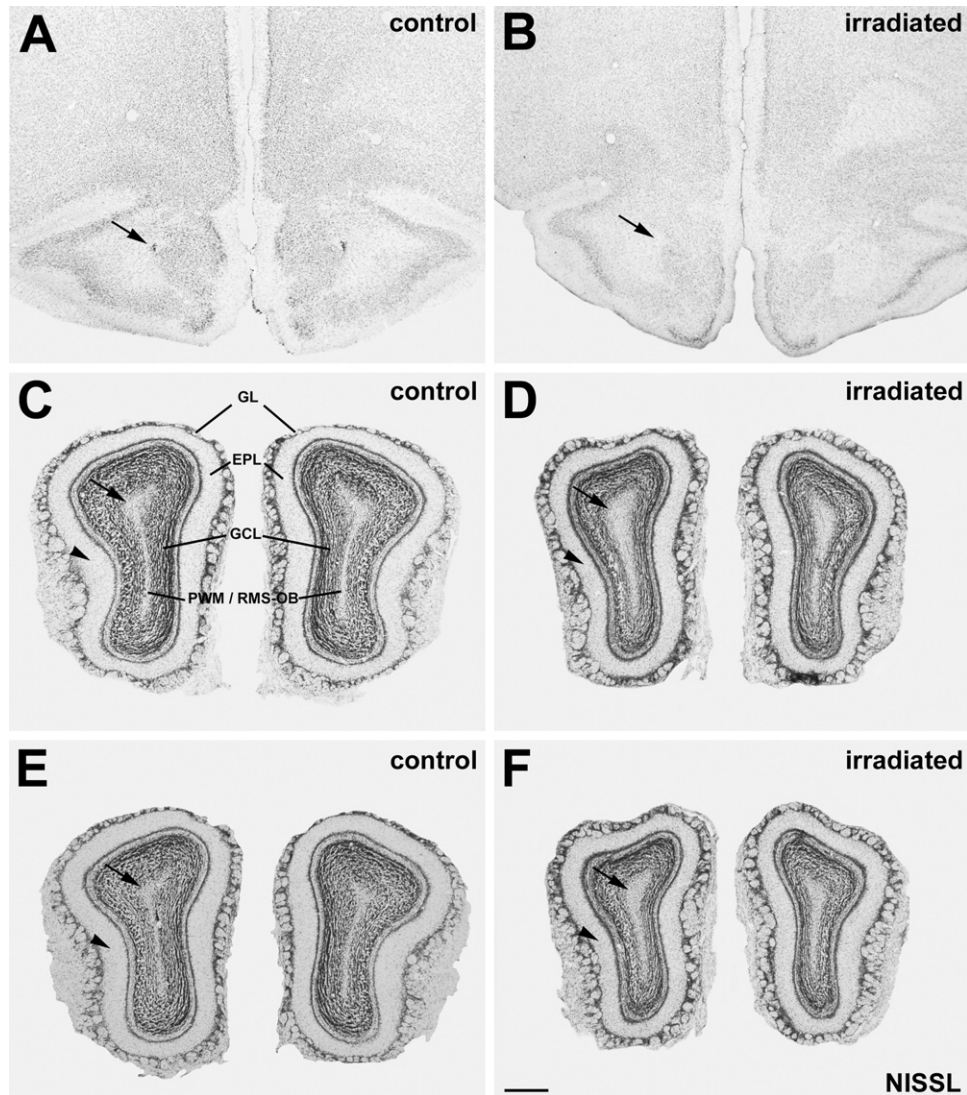 A control
B irradiated
C control
D irradiated
GL
EPL
GCL
PWM / RMS-OB
E control
F irradiated
NISSL